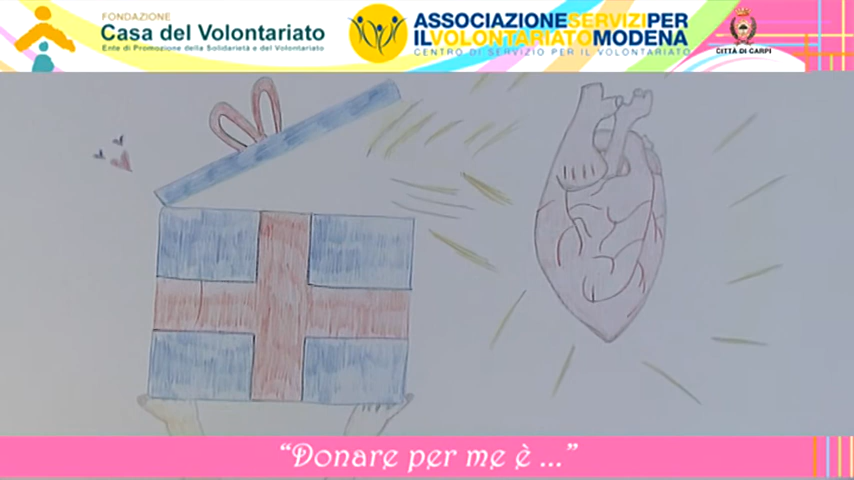 FONDAZIONE
Casa del Volontariato
Ente di Promozione della Solidarietà e del Volontariato
ASSOCIAZIONESERVIZIPER
ILVOLONTARIATOMODENA
CENTRO DI SERVIZIO PER IL VOLONTARIATO
CITTÀ DI CARPI
“Donare per me è ...”